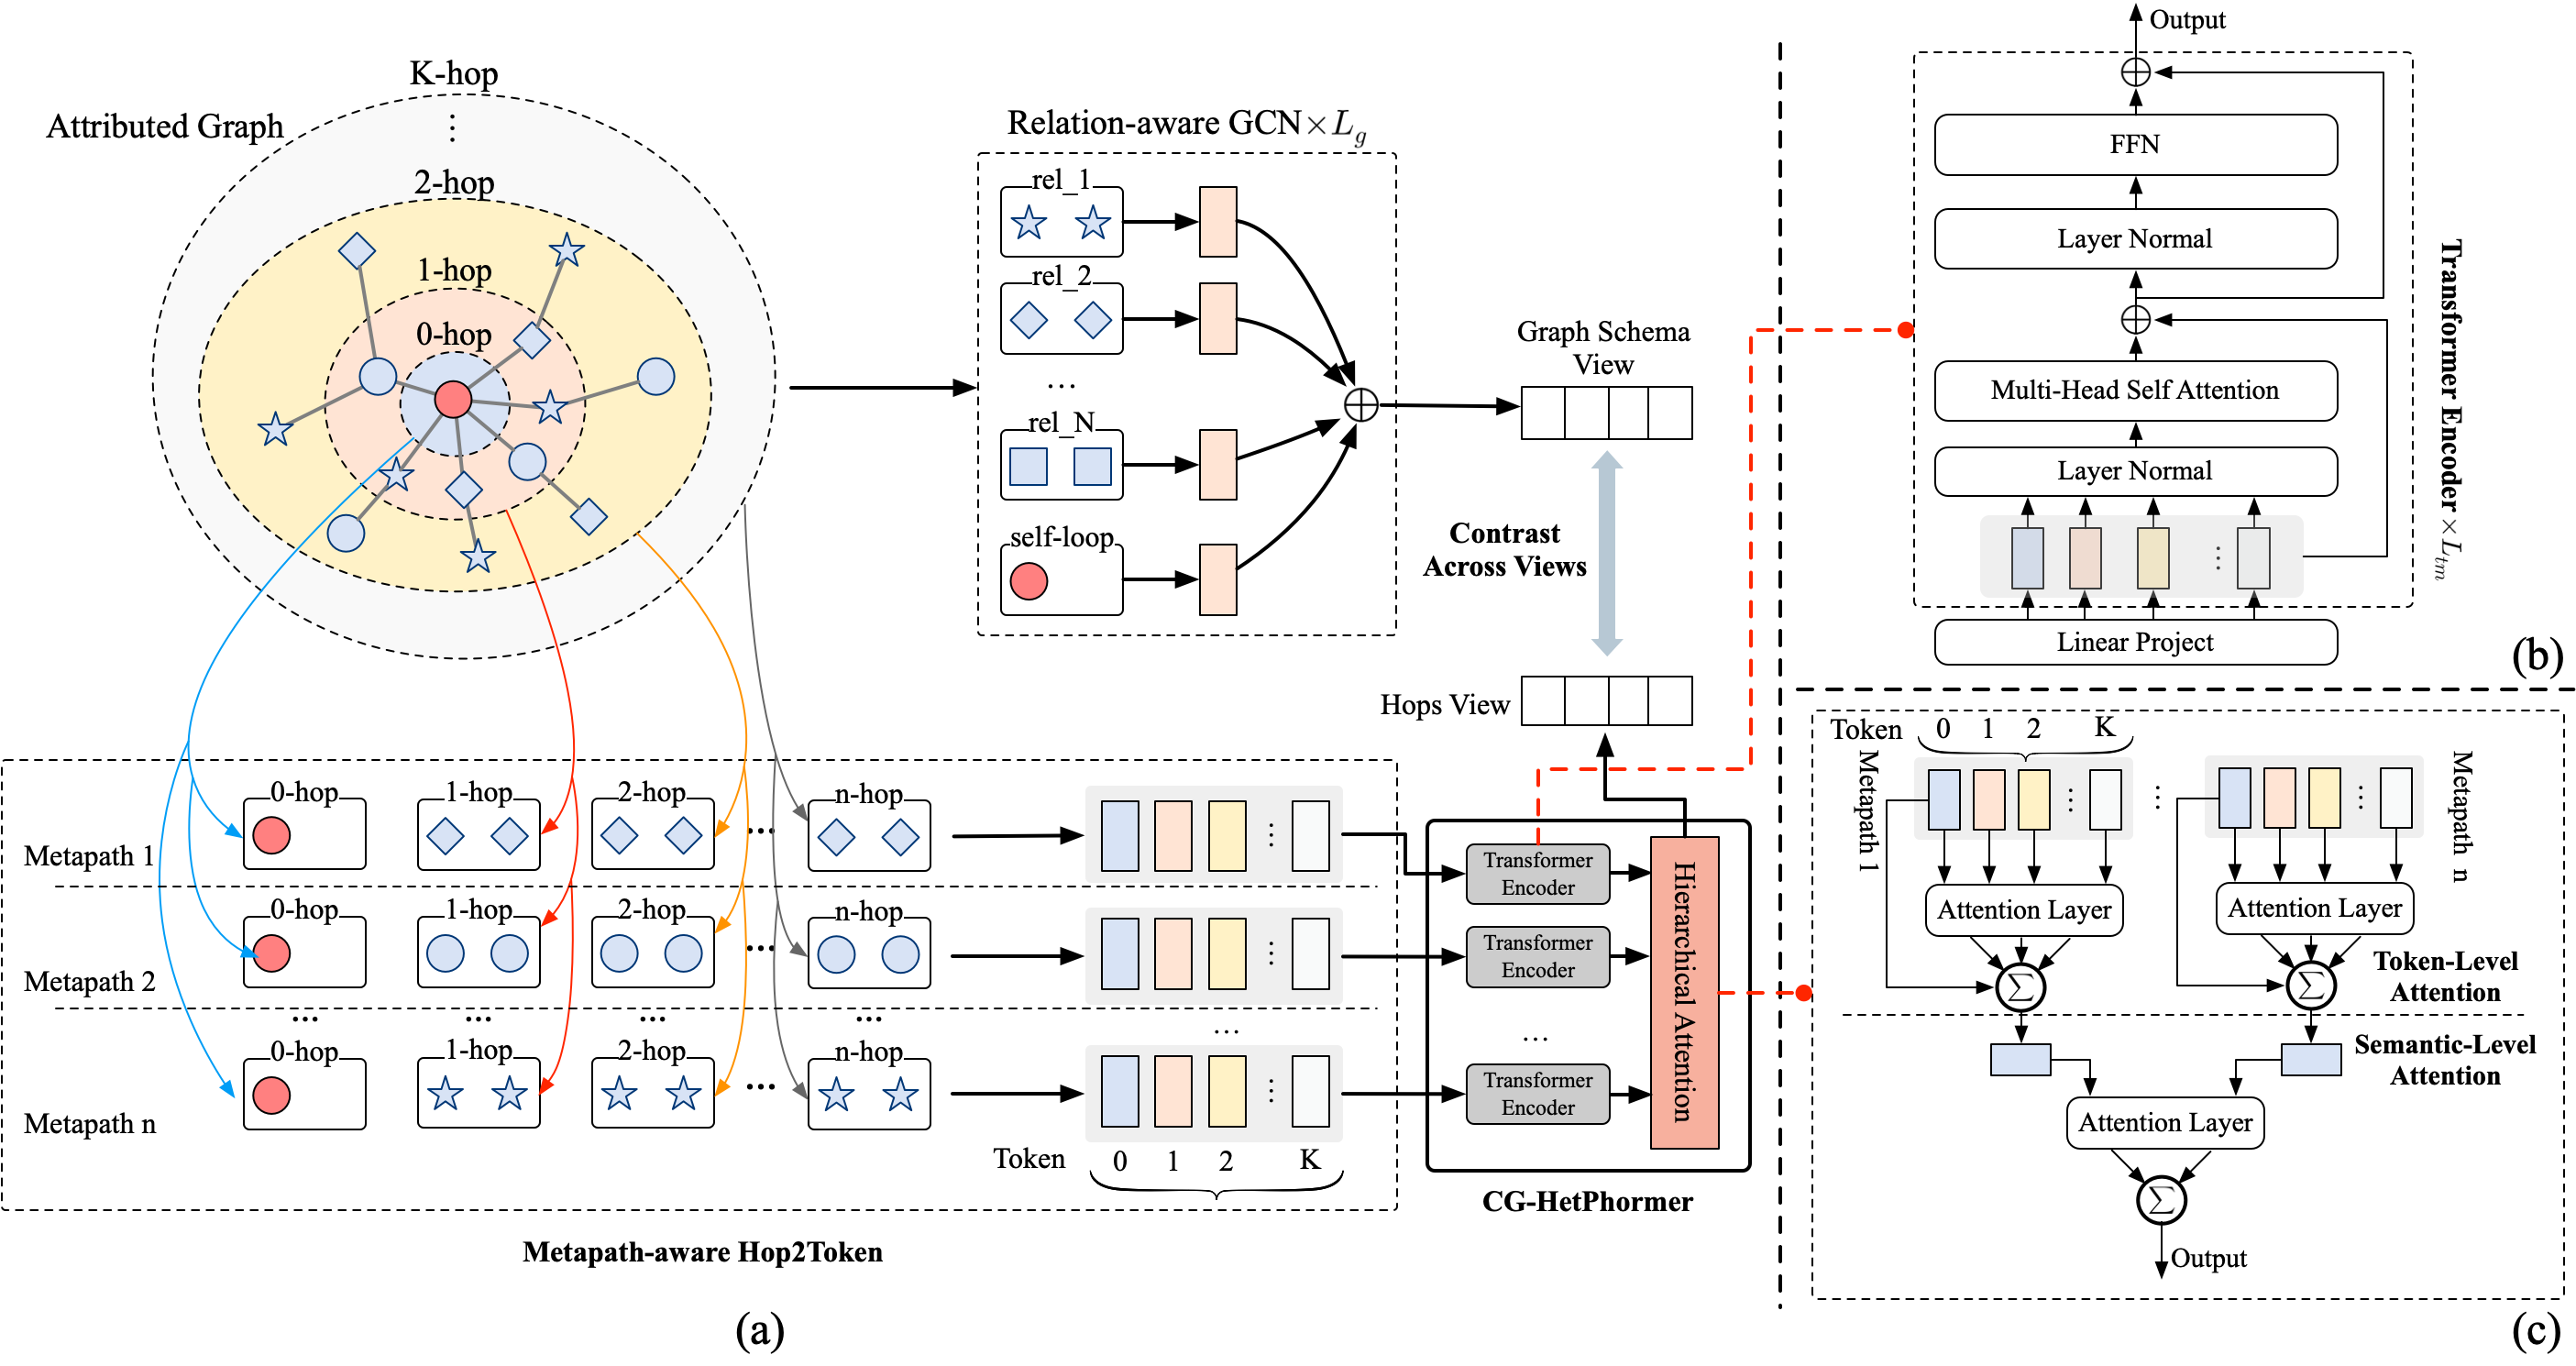 K-hop
Attributed Graph
⋮
2-hop
1-hop
0-hop
Relation-aware GCN×L_g
rel_1
rel_2
...
rel_N
self-loop
Graph Schema
View
Contrast
Across Views
Hops View
0-hop 1-hop 2-hop ... n-hop
Metapath 1
0-hop 1-hop 2-hop ... n-hop
Metapath 2
... ... ... ...
...
0-hop 1-hop 2-hop ... n-hop
Metapath n
Token 0 1 2 K
Metapath-aware Hop2Token
Transformer
Encoder
Transformer
Encoder
...
Transformer
Encoder
Hierarchical Attention
CG-HetPhormer
(a)
Output
FFN
Layer Normal
Multi-Head Self Attention
Layer Normal
Linear Project
Transformer Encoder×L_tm
(b)
Token 0 1 2 K
Metapath 1
Metapath n
Attention Layer
Attention Layer
Σ
Σ
Token-Level
Attention
Semantic-Level
Attention
Attention Layer
Σ
Output
(c)